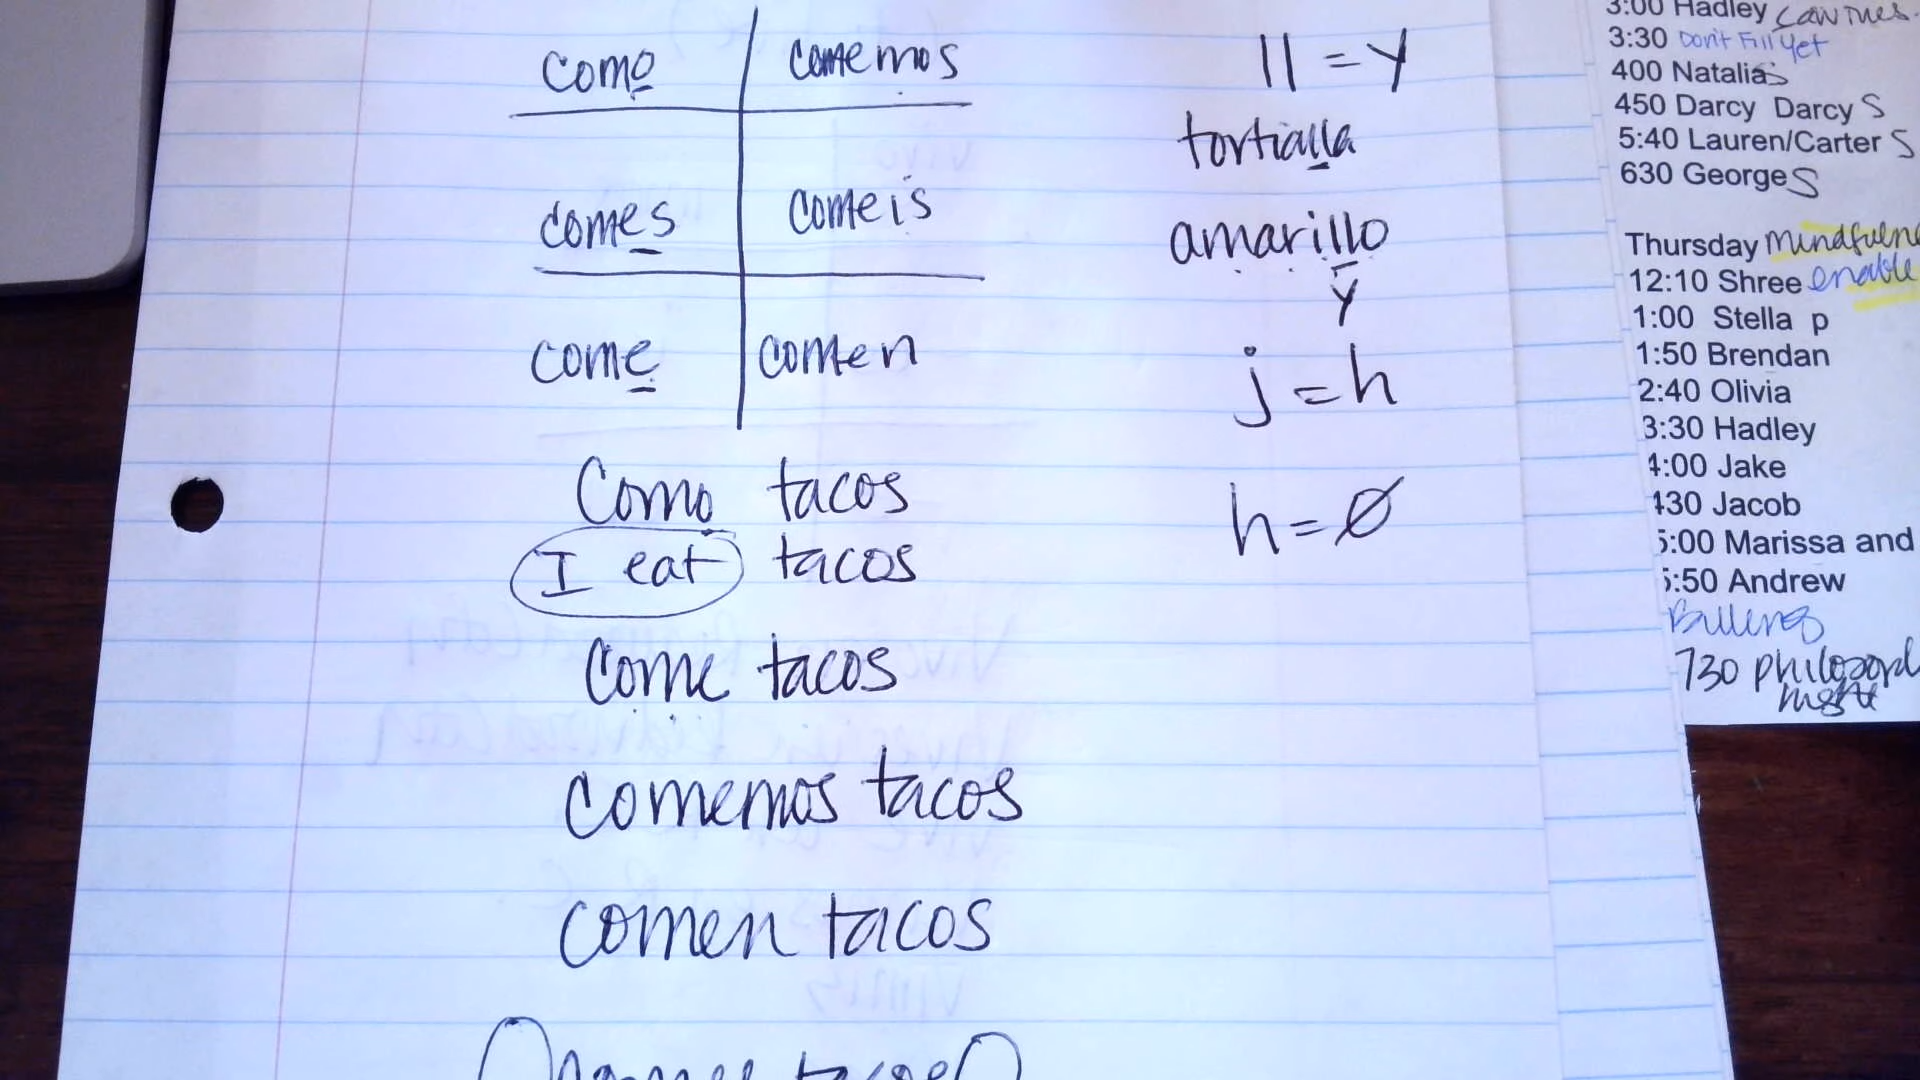 como comemos
comes comeis
come comen
Como tacos
I eat tacos
Come tacos
comemos tacos
comen tacos
tacos
ll = y
tortialla
amarillo
y
j = h
h = Ø
3:00 Hadley
3:30 Don't Fill yet
400 Natalia S
450 Darcy Darcy S
5:40 Lauren/Carter S
630 George S
Thursday
12:10 Shree enable
1:00 Stella p
1:50 Brendan
2:40 Olivia
3:30 Hadley
4:00 Jake
430 Jacob
5:00 Marissa and
5:50 Andrew
730